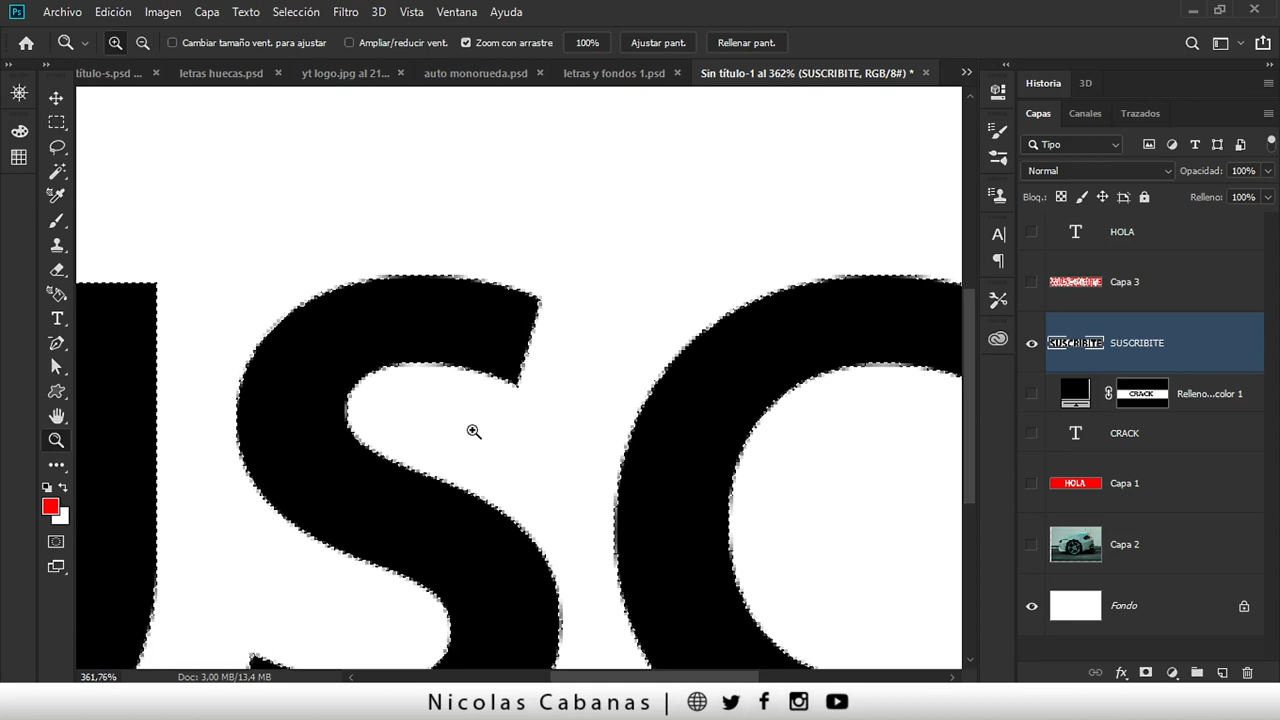 Archivo Edición Imagen Capa Texto Selección Filtro 3D Vista Ventana Ayuda
Cambiar tamaño vent. para ajustar Ampliar/reducir vent. Zoom con arrastre 100% Ajustar pant. Rellenar pant.
título-s.psd ... letras huecas.psd yt logo.jpg al 21... auto monorueda.psd letras y fondos 1.psd Sin título-1 al 362% (SUSCRIBITE, RGB/8#) *
Historia 3D
Capas Canales Trazados
Tipo
Normal Opacidad: 100%
Bloq.: Relleno: 100%
HOLA
Capa 3
SUSCRIBITE SUSCRIBITE
CRACK Relleno...color 1
CRACK
HOLA Capa 1
Capa 2
Fondo
USC
361,76% Doc: 3,00 MB/13,4 MB
Nicolas Cabanas |